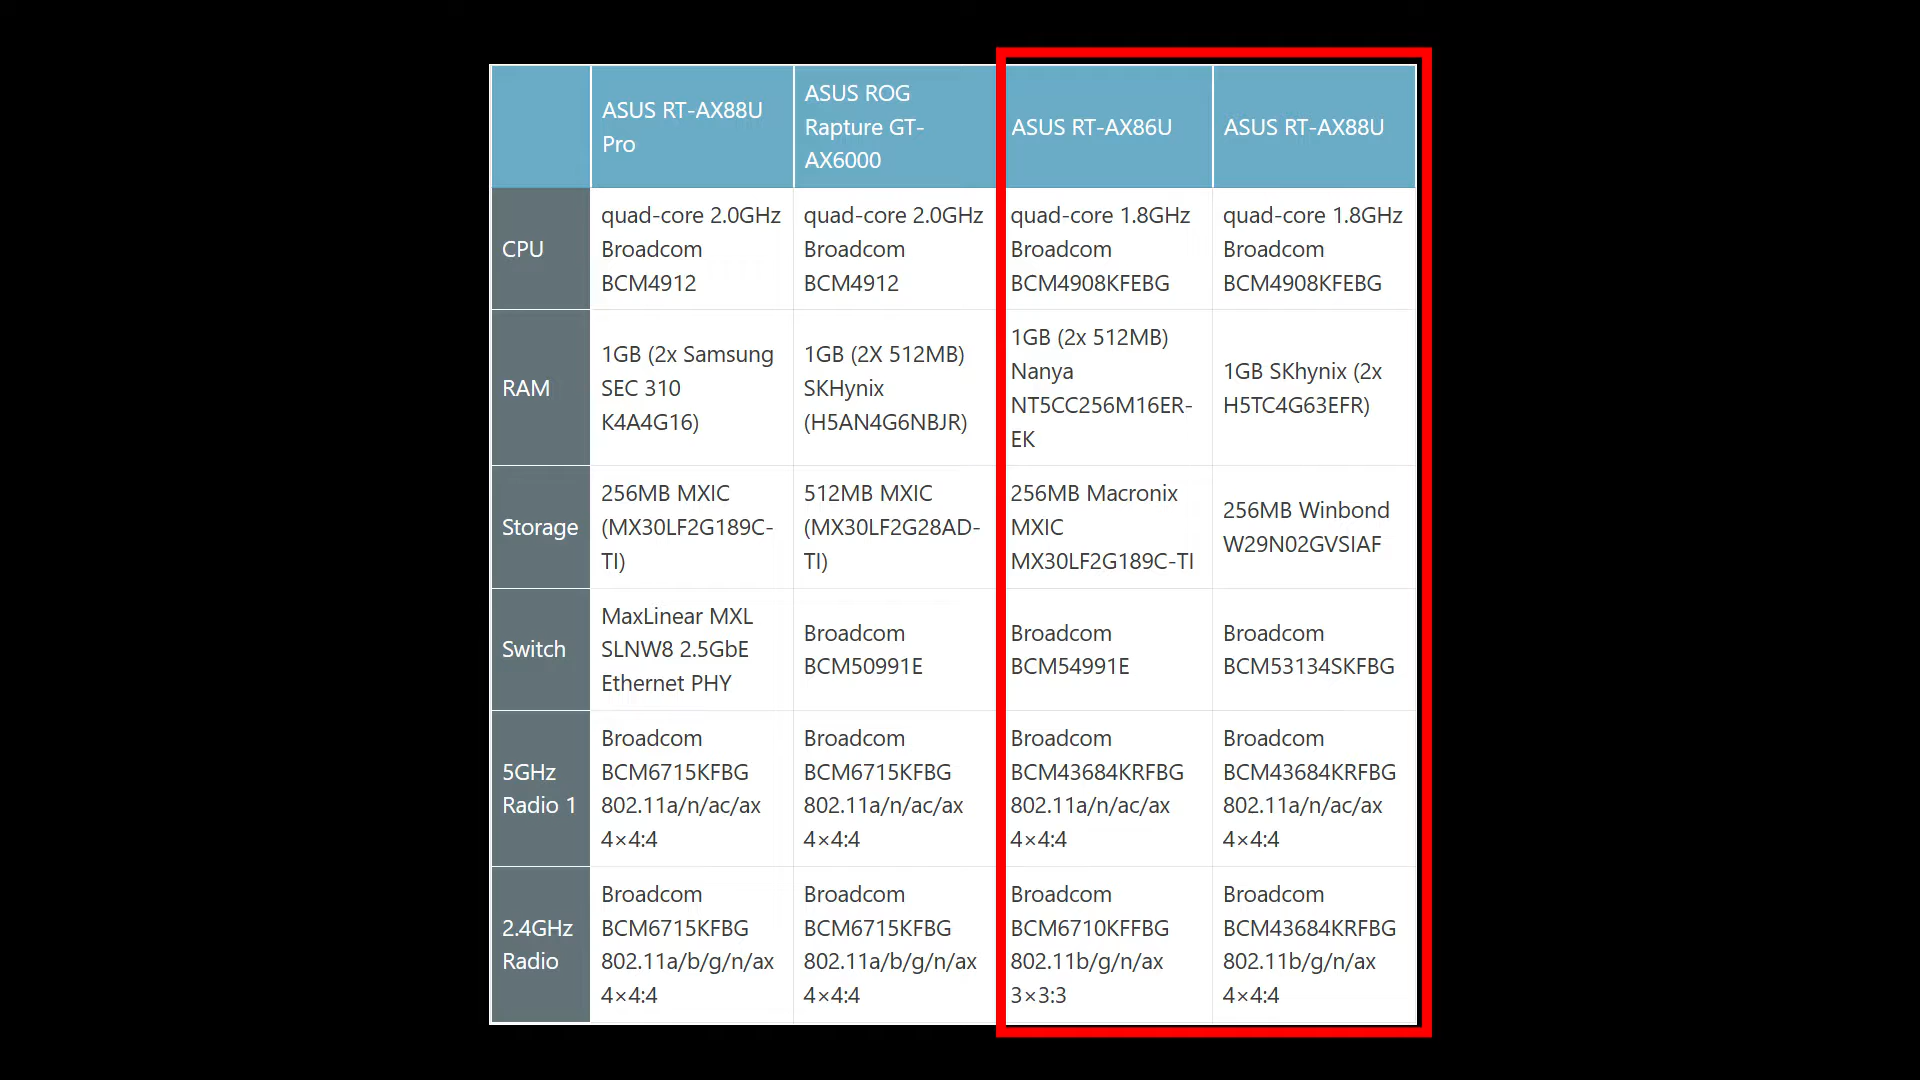 ASUS RT-AX88U
Pro
ASUS ROG
Rapture GT-
AX6000
ASUS RT-AX86U
ASUS RT-AX88U
CPU
quad-core 2.0GHz
Broadcom
BCM4912
quad-core 2.0GHz
Broadcom
BCM4912
quad-core 1.8GHz
Broadcom
BCM4908KFEBG
quad-core 1.8GHz
Broadcom
BCM4908KFEBG
RAM
1GB (2x Samsung
SEC 310
K4A4G16)
1GB (2X 512MB)
SKHynix
(H5AN4G6NBJR)
1GB (2x 512MB)
Nanya
NT5CC256M16ER-
EK
1GB SKhynix (2x
H5TC4G63EFR)
Storage
256MB MXIC
(MX30LF2G189C-
TI)
512MB MXIC
(MX30LF2G28AD-
TI)
256MB Macronix
MXIC
MX30LF2G189C-TI
256MB Winbond
W29N02GVSIAF
Switch
MaxLinear MXL
SLNW8 2.5GbE
Ethernet PHY
Broadcom
BCM50991E
Broadcom
BCM54991E
Broadcom
BCM53134SKFBG
5GHz
Radio 1
Broadcom
BCM6715KFBG
802.11a/n/ac/ax
4×4:4
Broadcom
BCM6715KFBG
802.11a/n/ac/ax
4×4:4
Broadcom
BCM43684KRFBG
802.11a/n/ac/ax
4×4:4
Broadcom
BCM43684KRFBG
802.11a/n/ac/ax
4×4:4
2.4GHz
Radio
Broadcom
BCM6715KFBG
802.11a/b/g/n/ax
4×4:4
Broadcom
BCM6715KFBG
802.11a/b/g/n/ax
4×4:4
Broadcom
BCM6710KFFBG
802.11b/g/n/ax
3×3:3
Broadcom
BCM43684KRFBG
802.11b/g/n/ax
4×4:4